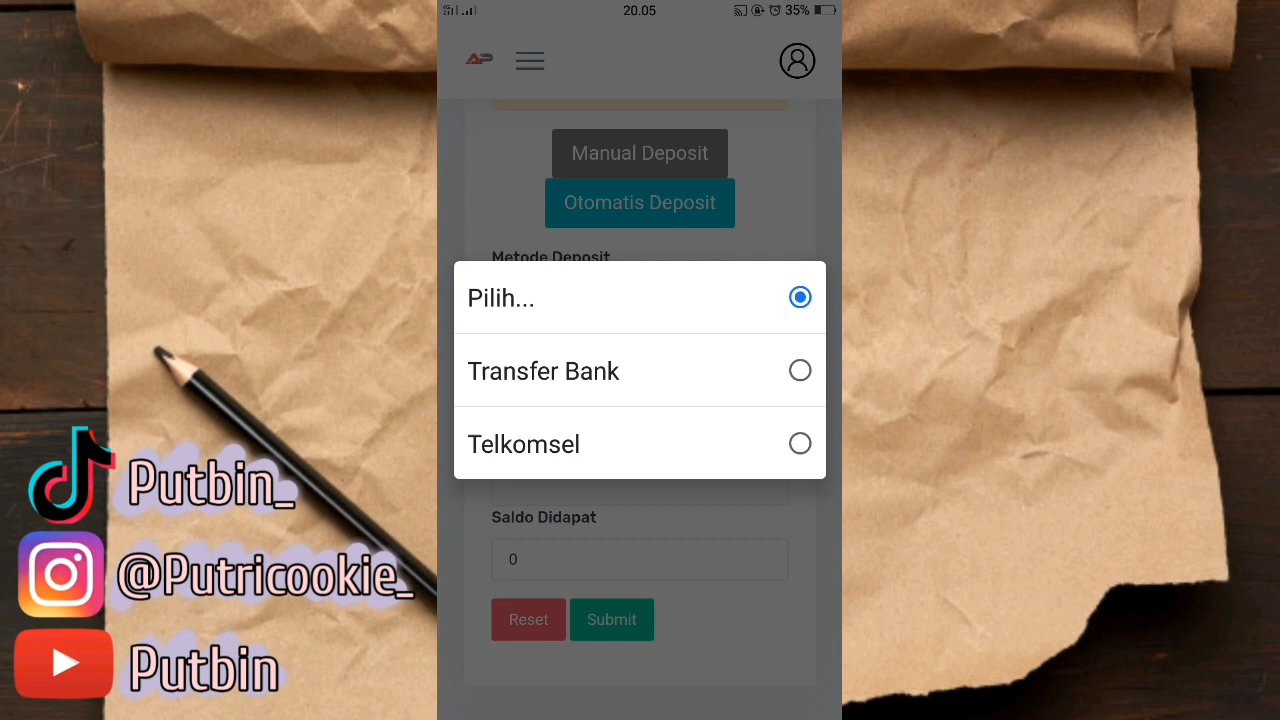 20.05
35%
AP
Manual Deposit
Otomatis Deposit
Metode Deposit
Pilih...
Transfer Bank
Telkomsel
Saldo Didapat
0
Reset
Submit
Putbin_
@Putricookie_
Putbin